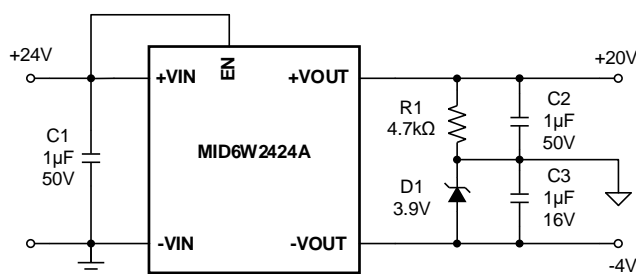 +24V
+VIN
EN
+VOUT
+20V
C1
1µF
50V
MID6W2424A
R1
4.7kΩ
C2
1µF
50V
D1
3.9V
C3
1µF
16V
-VIN
-VOUT
-4V